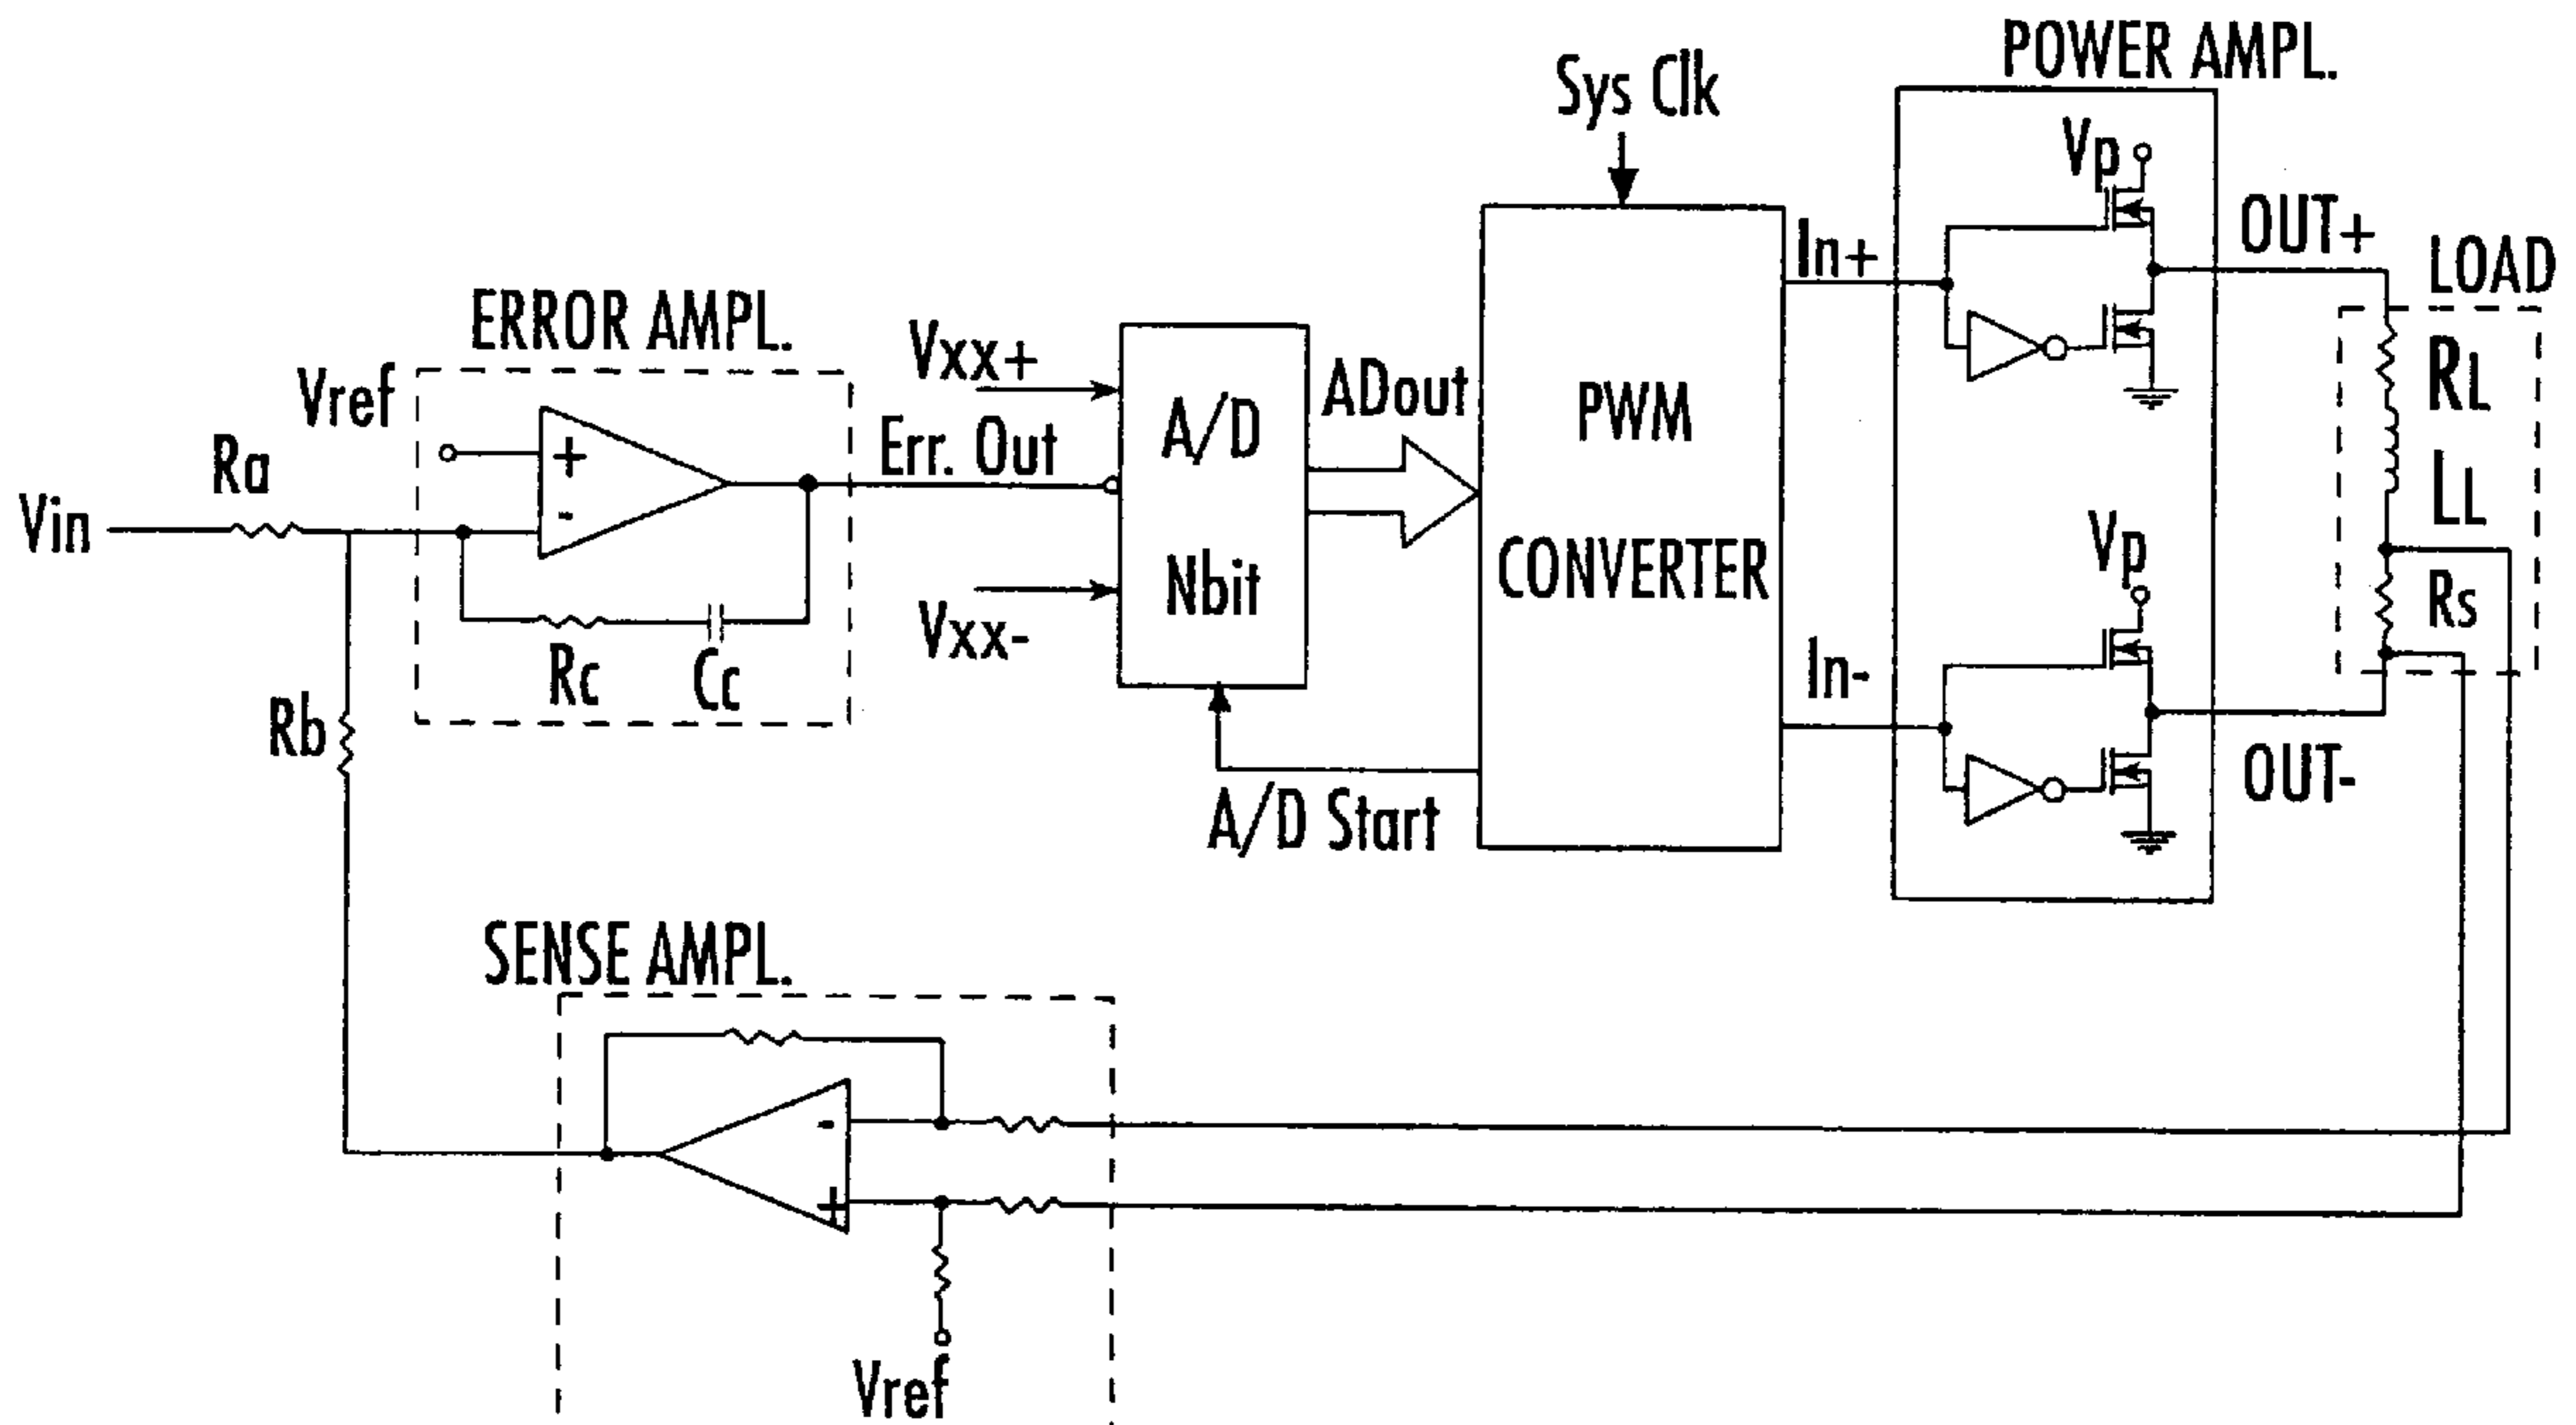 POWER AMPL.
Sys Clk
Vp
OUT+
LOAD
In+
ERROR AMPL.
Vxx+
Vref
A/D
ADout
PWM
RL
Ra
Err. Out
+
-
Vin
LL
Vp
CONVERTER
Nbit
Vxx-
Rs
Rc
Cc
In-
Rb
A/D Start
OUT-
SENSE AMPL.
-
+
Vref